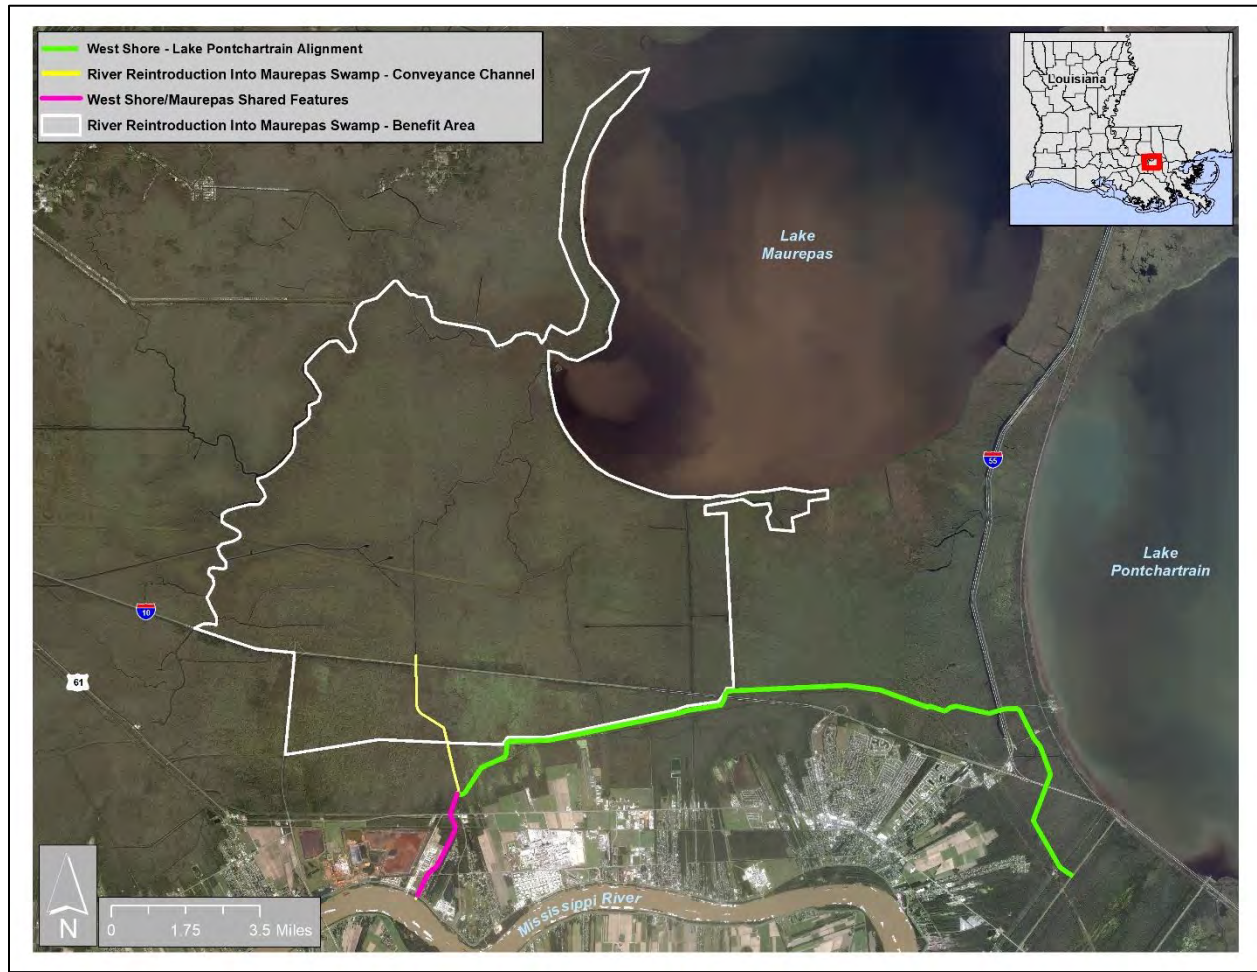 West Shore - Lake Pontchartrain Alignment
River Reintroduction Into Maurepas Swamp - Conveyance Channel
West Shore/Maurepas Shared Features
River Reintroduction Into Maurepas Swamp - Benefit Area
Louisiana
Lake
Maurepas
55
Lake
Pontchartrain
10
61
Mississippi River
N
0 1.75 3.5 Miles